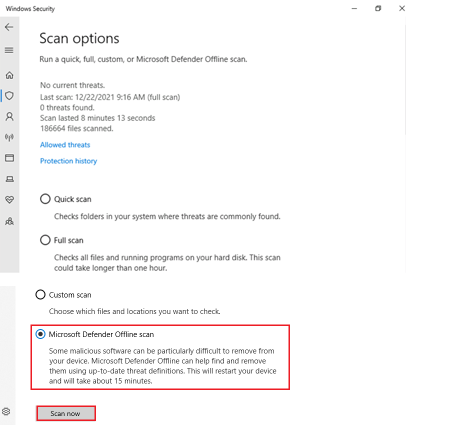 Windows Security
Scan options
Run a quick, full, custom, or Microsoft Defender Offline scan.
No current threats.
Last scan: 12/22/2021 9:16 AM (full scan)
0 threats found.
Scan lasted 8 minutes 13 seconds
186664 files scanned.
Allowed threats
Protection history
Quick scan
Checks folders in your system where threats are commonly found.
Full scan
Checks all files and running programs on your hard disk. This scan
could take longer than one hour.
Custom scan
Choose which files and locations you want to check.
Microsoft Defender Offline scan
Some malicious software can be particularly difficult to remove from
your device. Microsoft Defender Offline can help find and remove
them using up-to-date threat definitions. This will restart your device
and will take about 15 minutes.
Scan now